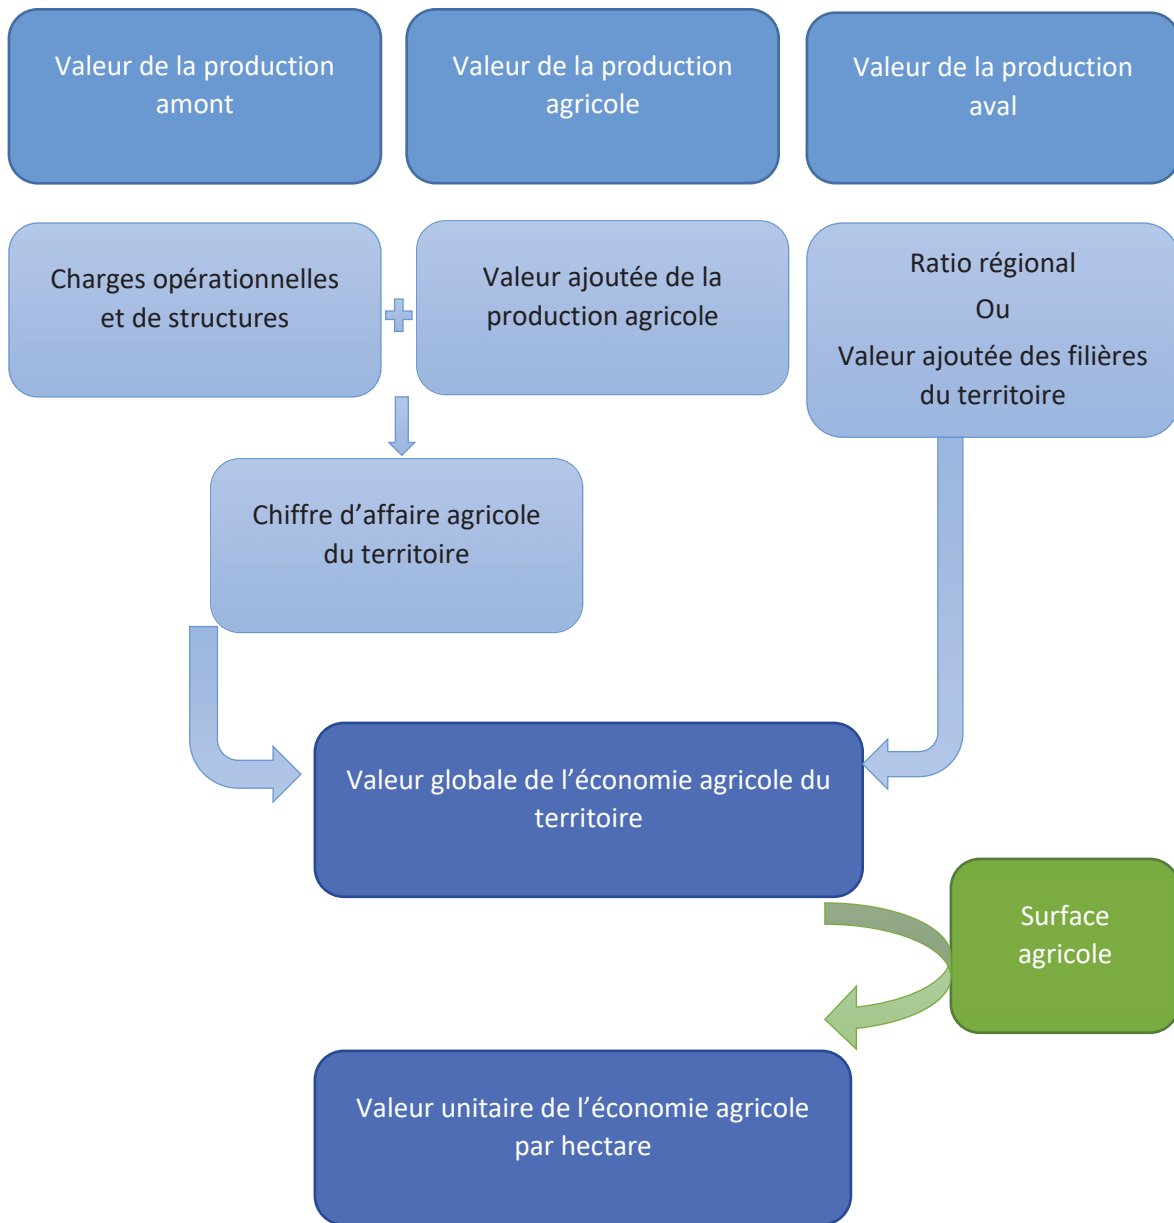 Valeur de la production
amont
Valeur de la production
agricole
Valeur de la production
aval
Charges opérationnelles
et de structures
Valeur ajoutée de la
production agricole
Ratio régional
Ou
Valeur ajoutée des filières
du territoire
Chiffre d’affaire agricole
du territoire
Valeur globale de l’économie agricole du
territoire
Surface
agricole
Valeur unitaire de l’économie agricole
par hectare